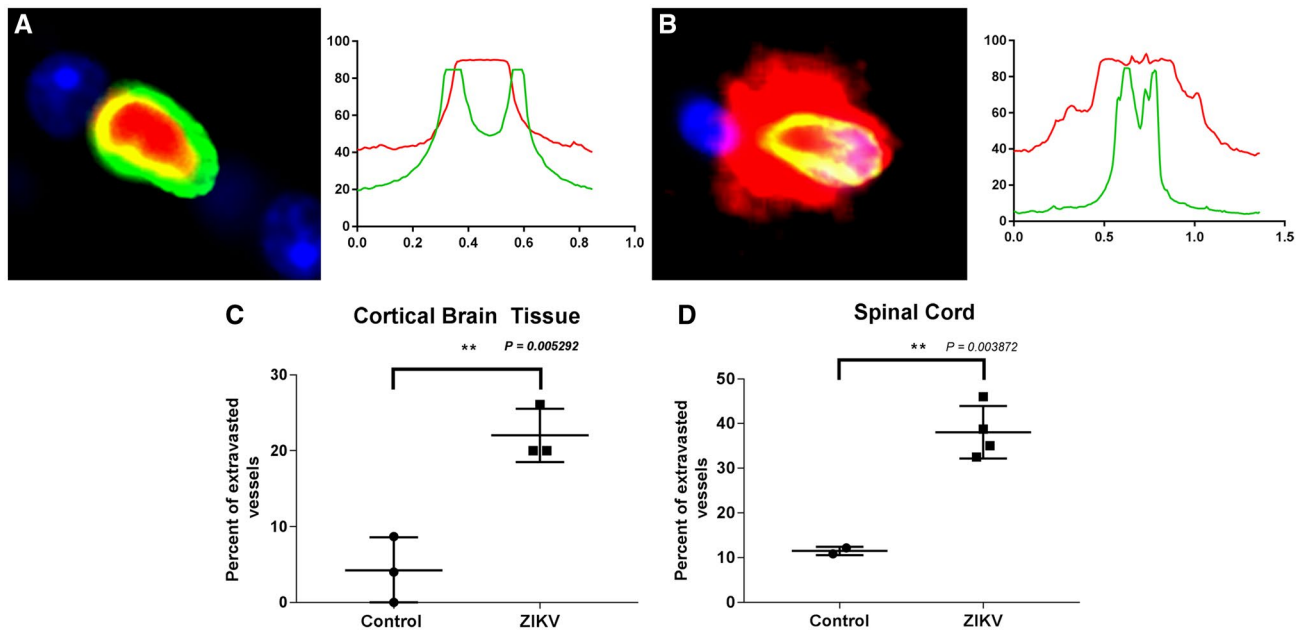 A
100
80
60
40
20
0
0.0 0.2 0.4 0.6 0.8 1.0
B
100
80
60
40
20
0
0.0 0.5 1.0 1.5
C
Cortical Brain Tissue
** P = 0.005292
Percent of extravasted
vessels
30
20
10
0
Control ZIKV
D
Spinal Cord
** P = 0.003872
Percent of extravasted
vessels
50
40
30
20
10
0
Control ZIKV